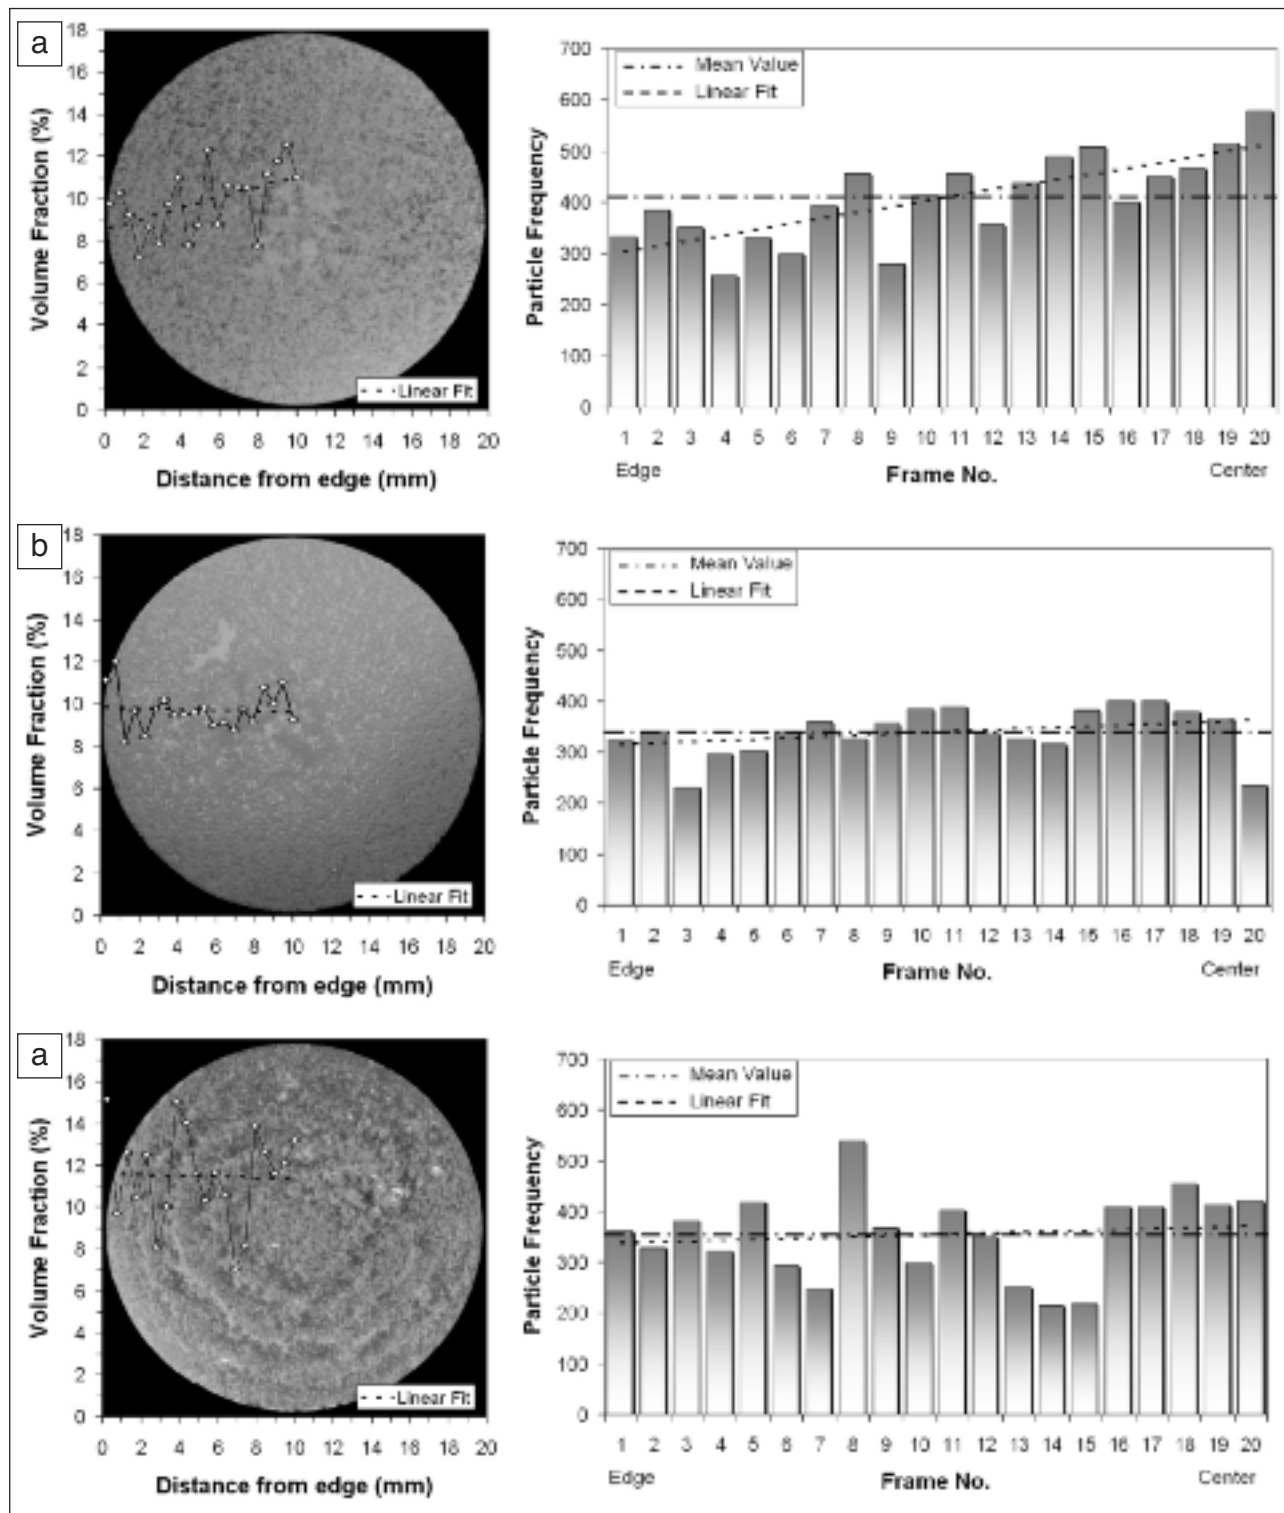 a
Volume Fraction (%)
18
16
14
12
10
8
6
4
2
0
Linear Fit
0 2 4 6 8 10 12 14 16 18 20
Distance from edge (mm)
Particle Frequency
700
600
500
400
300
200
100
0
Mean Value
Linear Fit
1 2 3 4 5 6 7 8 9 10 11 12 13 14 15 16 17 18 19 20
Edge Frame No. Center
b
Volume Fraction (%)
18
16
14
12
10
8
6
4
2
0
Linear Fit
0 2 4 6 8 10 12 14 16 18 20
Distance from edge (mm)
Particle Frequency
700
600
500
400
300
200
100
0
Mean Value
Linear Fit
1 2 3 4 5 6 7 8 9 10 11 12 13 14 15 16 17 18 19 20
Edge Frame No. Center
a
Volume Fraction (%)
18
16
14
12
10
8
6
4
2
0
Linear Fit
0 2 4 6 8 10 12 14 16 18 20
Distance from edge (mm)
Particle Frequency
700
600
500
400
300
200
100
0
Mean Value
Linear Fit
1 2 3 4 5 6 7 8 9 10 11 12 13 14 15 16 17 18 19 20
Edge Frame No. Center